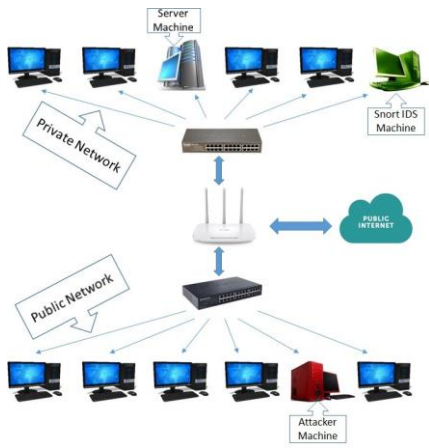 Server
Machine
Snort IDS
Machine
Private Network
PUBLIC
INTERNET
Public Network
Attacker
Machine